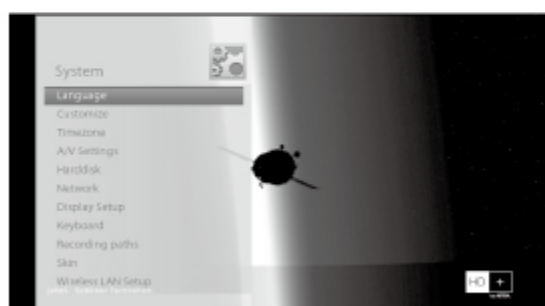 System
Language
Customize
Timezone
A/V Settings
Harddisk
Network
Display Setup
Keyboard
Recording paths
Skin
Wireless LAN Setup
HD +